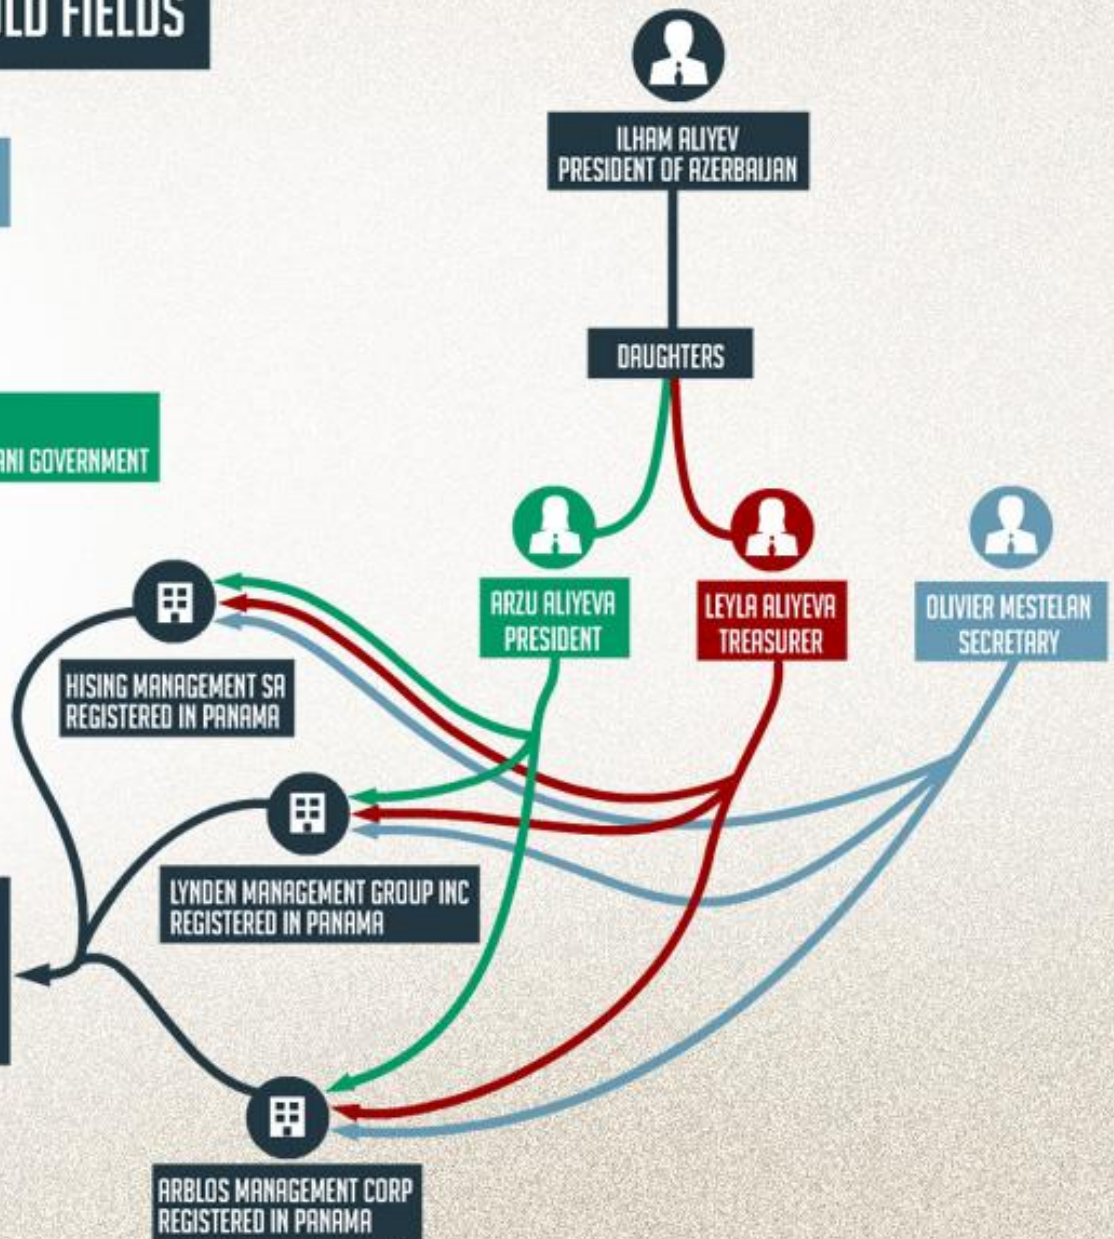 FIELDS
ILHAM ALIYEV
PRESIDENT OF AZERBAIJAN
DAUGHTERS
GOVERNMENT
ARZU ALIYEVA
PRESIDENT
LEYLA ALIYEVA
TREASURER
OLIVIER MESTELAN
SECRETARY
HISING MANAGEMENT SA
REGISTERED IN PANAMA
LYNDEN MANAGEMENT GROUP INC
REGISTERED IN PANAMA
ARBLOS MANAGEMENT CORP
REGISTERED IN PANAMA